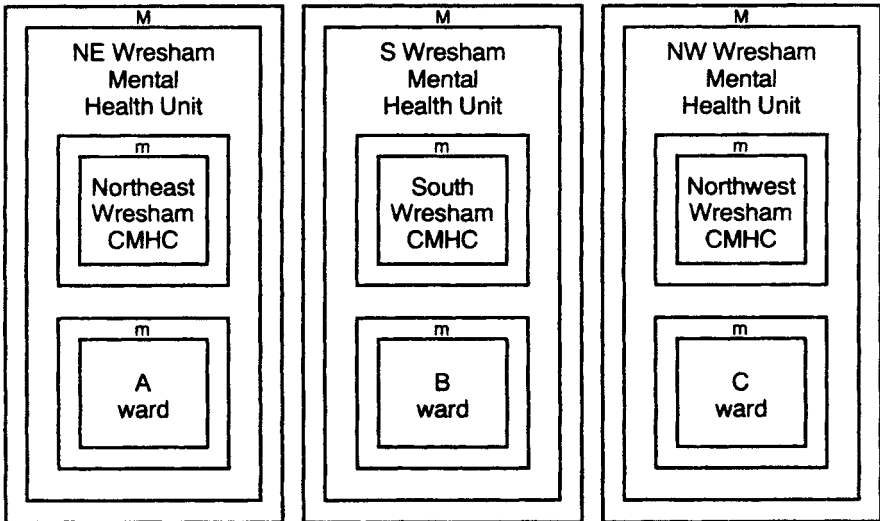 M
NE Wresham
Mental
Health Unit
m
Northeast
Wresham
CMHC
m
A
ward
M
S Wresham
Mental
Health Unit
m
South
Wresham
CMHC
m
B
ward
M
NW Wresham
Mental
Health Unit
m
Northwest
Wresham
CMHC
m
C
ward